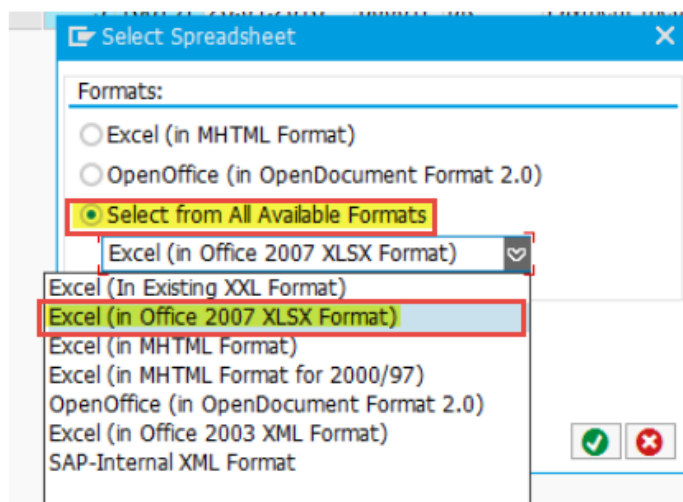 Select Spreadsheet
Formats:
Excel (in MHTML Format)
OpenOffice (in OpenDocument Format 2.0)
Select from All Available Formats
Excel (in Office 2007 XLSX Format)
Excel (In Existing XXL Format)
Excel (in Office 2007 XLSX Format)
Excel (in MHTML Format)
Excel (in MHTML Format for 2000/97)
OpenOffice (in OpenDocument Format 2.0)
Excel (in Office 2003 XML Format)
SAP-Internal XML Format